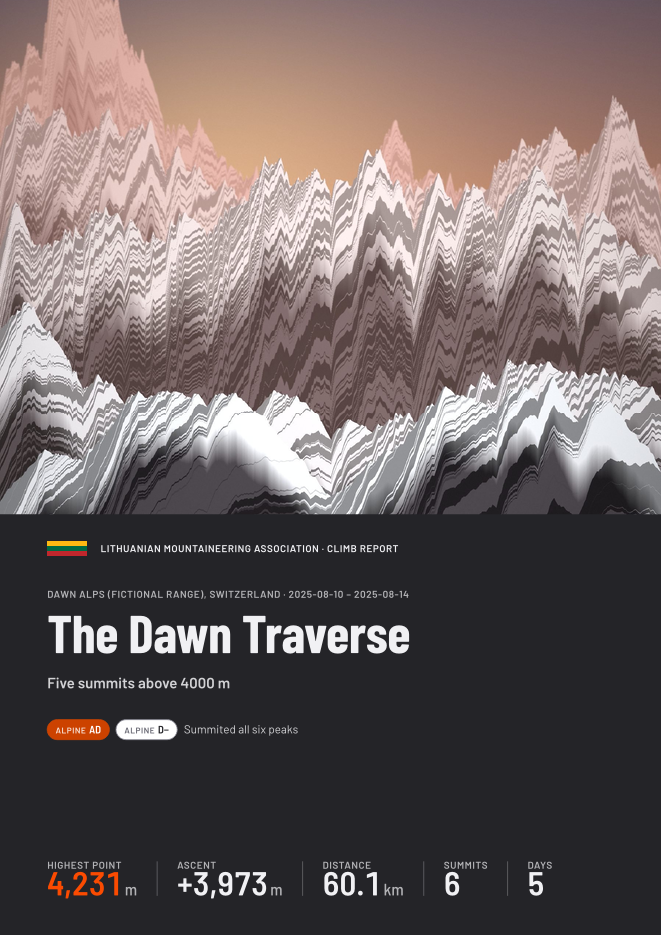 LITHUANIAN MOUNTAINEERING ASSOCIATION · CLIMB REPORT
DAWN ALPS (FICTIONAL RANGE), SWITZERLAND · 2025-08-10 – 2025-08-14
The Dawn Traverse
Five summits above 4000 m
ALPINE AD ALPINE D− Summited all six peaks
HIGHEST POINT ASCENT DISTANCE SUMMITS DAYS
4,231 m +3,973 m 60.1 km 6 5